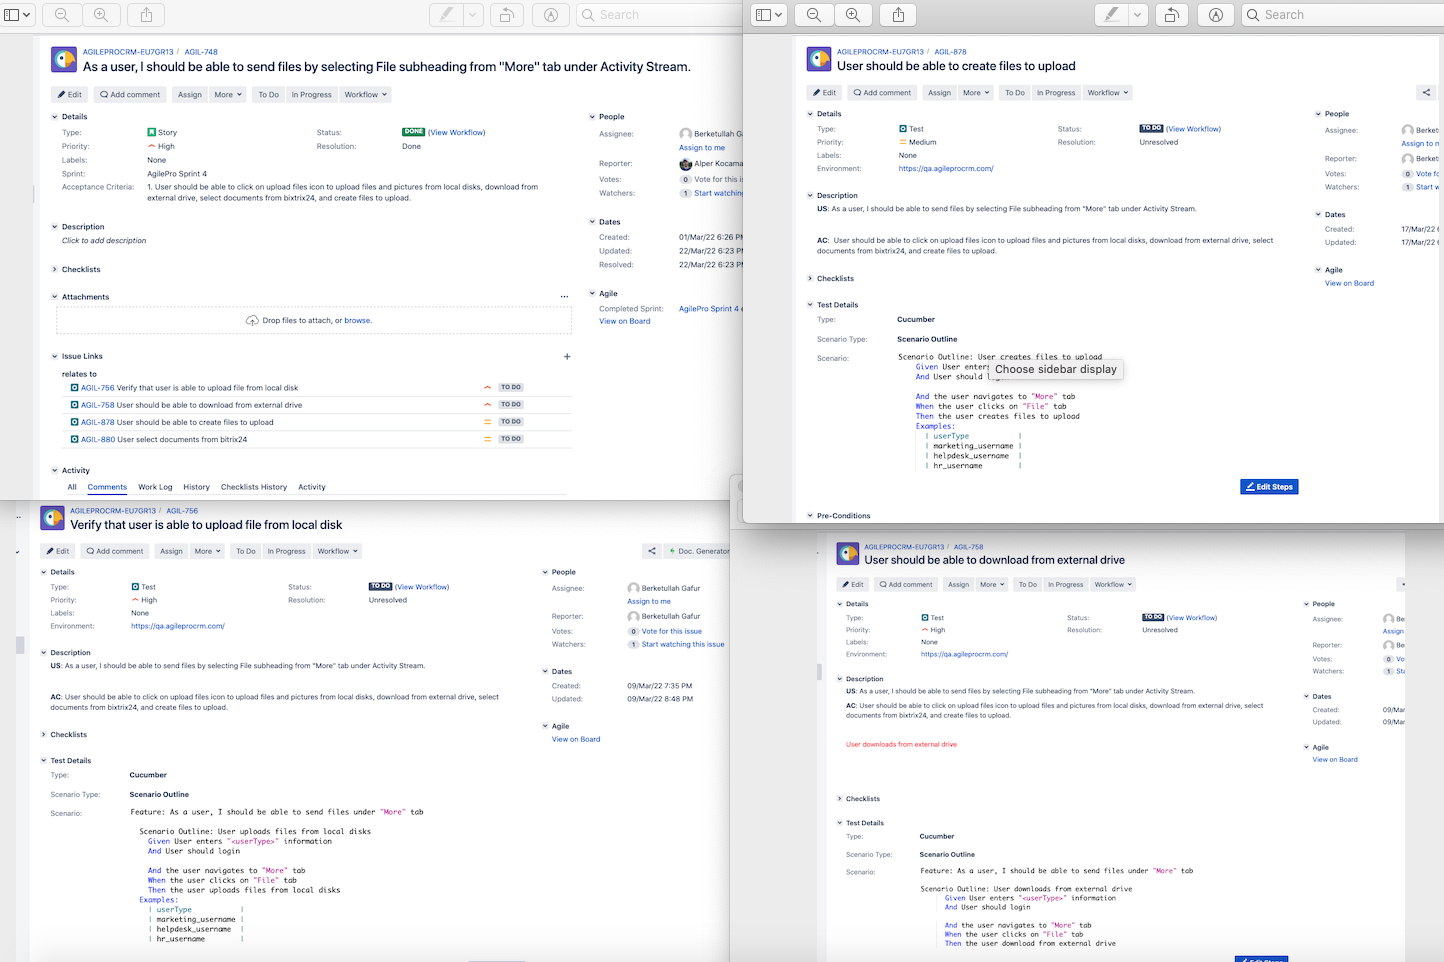 Search
AGILEPROCRM-EU7GR13 / AGIL-748
As a user, I should be able to send files by selecting File subheading from "More" tab under Activity Stream.
Edit Add comment Assign More To Do In Progress Workflow
Details
Type: Story Status: DONE (View Workflow)
Priority: High Resolution: Done
Labels: None
Sprint: AgilePro Sprint 4
Acceptance Criteria: 1. User should be able to click on upload files icon to upload files and pictures from local disks, download from
external drive, select documents from bixtrix24, and create files to upload.
Description
Click to add description
Checklists
Attachments
Drop files to attach, or browse.
Issue Links
relates to
AGIL-756 Verify that user is able to upload file from local disk TO DO
AGIL-758 User should be able to download from external drive TO DO
AGIL-878 User should be able to create files to upload TO DO
AGIL-880 User select documents from bitrix24 TO DO
Activity
All Comments Work Log History Checklists History Activity
People
Assignee: Berketullah Ga
Assign to me
Reporter: Alper Kocama
Votes: 0 Vote for this i
Watchers: 1 Start watching
Dates
Created: 01/Mar/22 6:26 PM
Updated: 22/Mar/22 6:23 PM
Resolved: 22/Mar/22 6:23 PM
Agile
Completed Sprint: AgilePro Sprint 4 e
View on Board
Search
AGILEPROCRM-EU7GR13 / AGIL-878
User should be able to create files to upload
Edit Add comment Assign More To Do In Progress Workflow
Details
Type: Test Status: TO DO (View Workflow)
Priority: Medium Resolution: Unresolved
Labels: None
Environment: https://qa.agileprocrm.com/
Description
US: As a user, I should be able to send files by selecting File subheading from "More" tab under Activity Stream.
AC: User should be able to click on upload files icon to upload files and pictures from local disks, download from external drive, select
documents from bixtrix24, and create files to upload.
Checklists
Test Details
Type: Cucumber
Scenario Type: Scenario Outline
Scenario: Scenario Outline: User creates files to upload
Given User enters
And User should
Choose sidebar display
And the user navigates to "More" tab
When the user clicks on "File" tab
Then the user creates files to upload
Examples:
| userType |
| marketing_username |
| helpdesk_username |
| hr_username |
Edit Steps
Pre-Conditions
People
Assignee: Berket
Assign to m
Reporter: Berket
Votes: 0 Vote fo
Watchers: 1 Start w
Dates
Created: 17/Mar/22 6
Updated: 17/Mar/22 6
Agile
View on Board
AGILEPROCRM-EU7GR13 / AGIL-756
Verify that user is able to upload file from local disk
Edit Add comment Assign More To Do In Progress Workflow Doc. Generator
Details
Type: Test Status: TO DO (View Workflow)
Priority: High Resolution: Unresolved
Labels: None
Environment: https://qa.agileprocrm.com/
Description
US: As a user, I should be able to send files by selecting File subheading from "More" tab under Activity Stream.
AC: User should be able to click on upload files icon to upload files and pictures from local disks, download from external drive, select
documents from bixtrix24, and create files to upload.
Checklists
Test Details
Type: Cucumber
Scenario Type: Scenario Outline
Scenario: Feature: As a user, I should be able to send files under "More" tab
Scenario Outline: User uploads files from local disks
Given User enters "<userType>" information
And User should login
And the user navigates to "More" tab
When the user clicks on "File" tab
Then the user uploads files from local disks
Examples:
| userType |
| marketing_username |
| helpdesk_username |
| hr_username |
People
Assignee: Berketullah Gafur
Assign to me
Reporter: Berketullah Gafur
Votes: 0 Vote for this issue
Watchers: 1 Start watching this issue
Dates
Created: 09/Mar/22 7:35 PM
Updated: 09/Mar/22 8:48 PM
Agile
View on Board
AGILEPROCRM-EU7GR13 / AGIL-758
User should be able to download from external drive
Edit Add comment Assign More To Do In Progress Workflow
Details
Type: Test Status: TO DO (View Workflow)
Priority: High Resolution: Unresolved
Labels: None
Environment: https://qa.agileprocrm.com/
Description
US: As a user, I should be able to send files by selecting File subheading from "More" tab under Activity Stream.
AC: User should be able to click on upload files icon to upload files and pictures from local disks, download from external drive, select
documents from bixtrix24, and create files to upload.
User downloads from external drive
Checklists
Test Details
Type: Cucumber
Scenario Type: Scenario Outline
Scenario: Feature: As a user, I should be able to send files under "More" tab
Scenario Outline: User downloads from external drive
Given User enters "<userType>" information
And User should login
And the user navigates to "More" tab
When the user clicks on "File" tab
Then the user download from external drive
People
Assignee: Be
Assign
Reporter: Be
Votes: 0 Vo
Watchers: 1 Sta
Dates
Created: 09/Mar
Updated: 09/Mar
Agile
View on Board